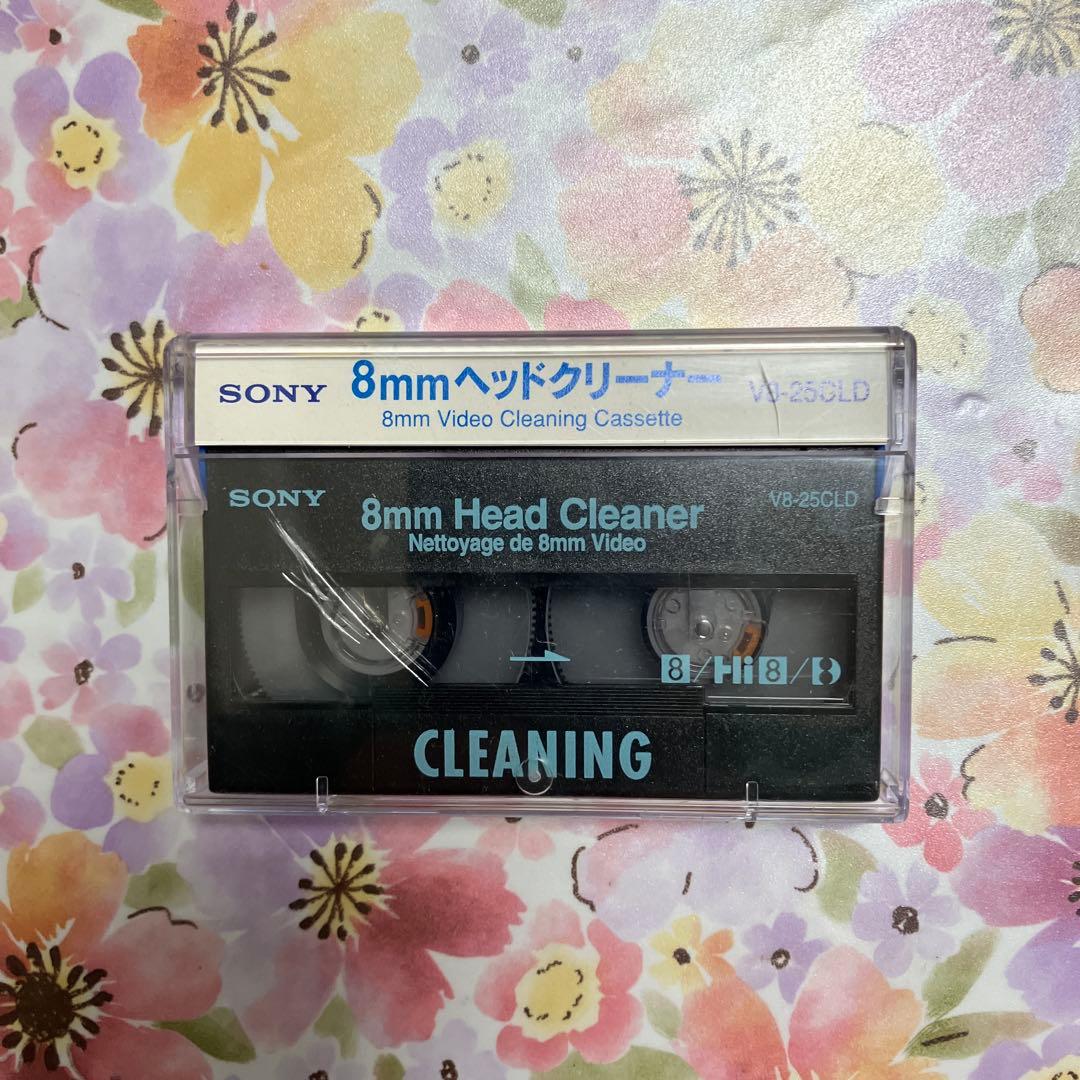 SONY 8mmヘッドクリーナー V8-25CLD
8mm Video Cleaning Cassette
SONY 8mm Head Cleaner V8-25CLD
Nettoyage de 8mm Video
8/Hi8/D
CLEANING